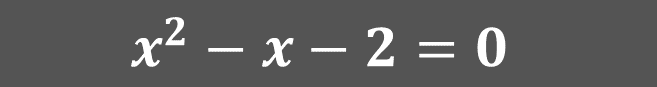 x² − x − 2 = 0